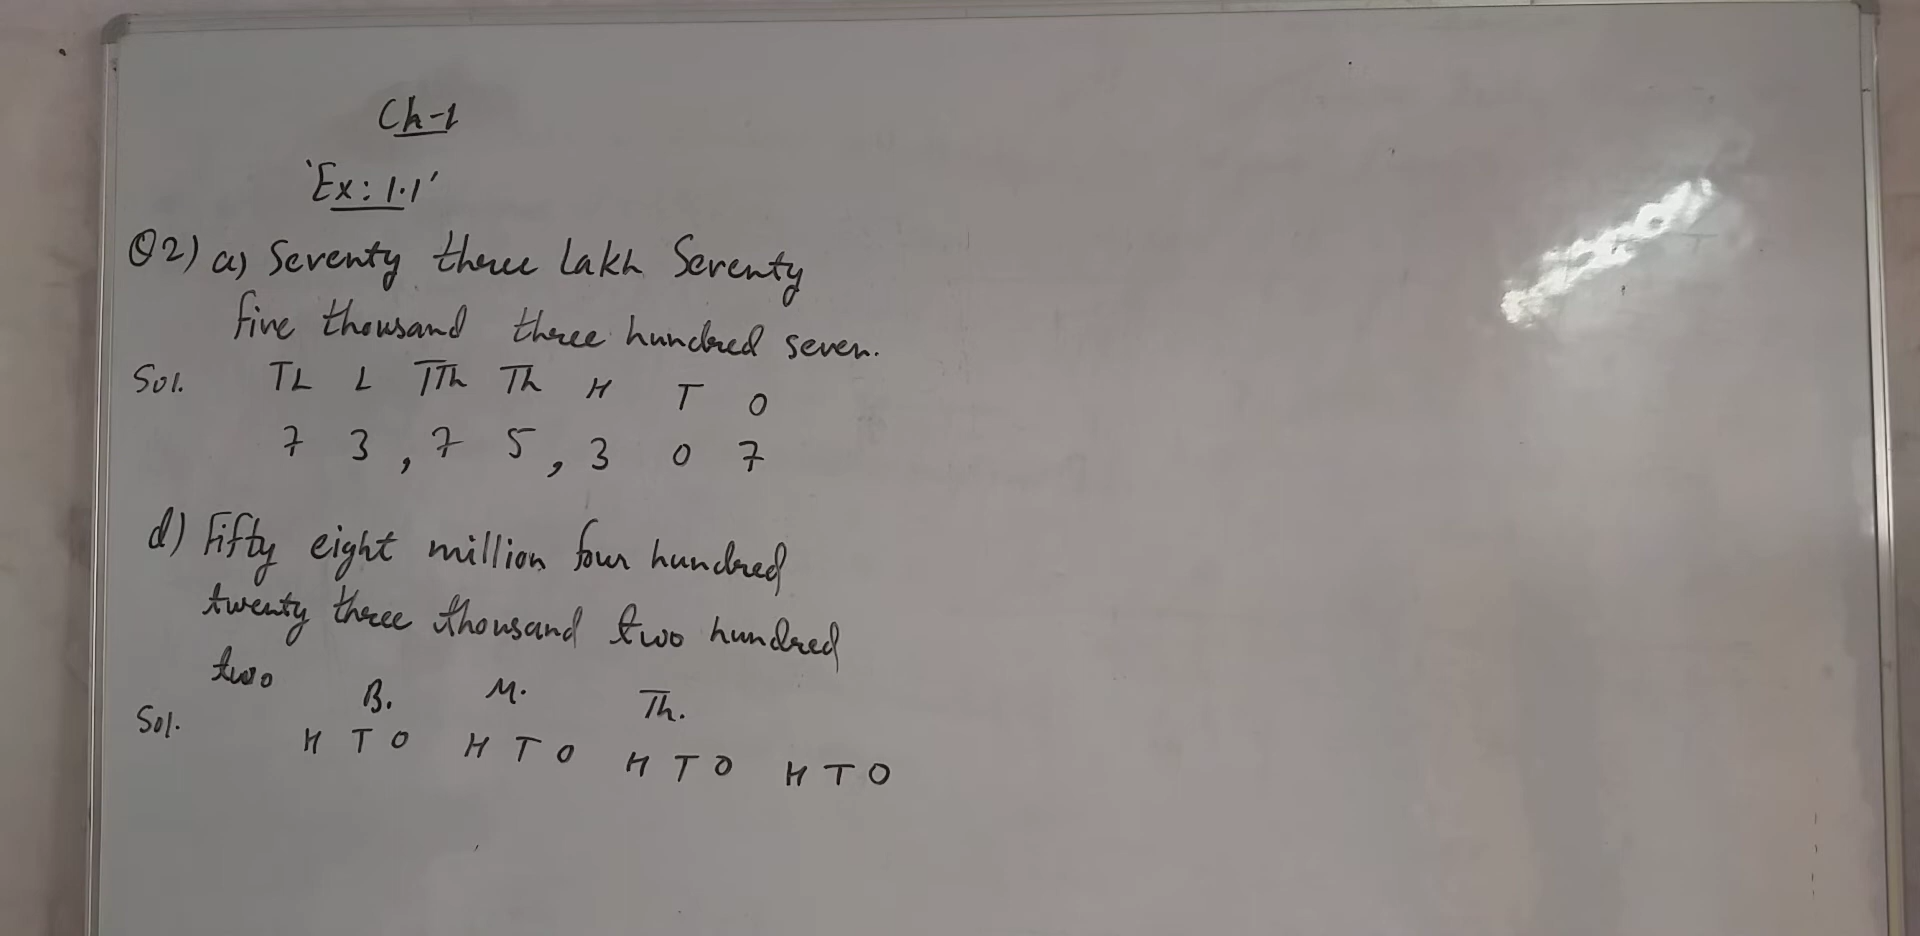 Ch-1
'Ex: 1.1'
Q2) a) Seventy three lakh Seventy
five thousand three hundred seven.
Sol. TL L TTh Th H T O
7 3 , 7 5 , 3 0 7
d) Fifty eight million four hundred
twenty three thousand two hundred
two
B. M. Th.
Sol. H T O H T O H T O H T O